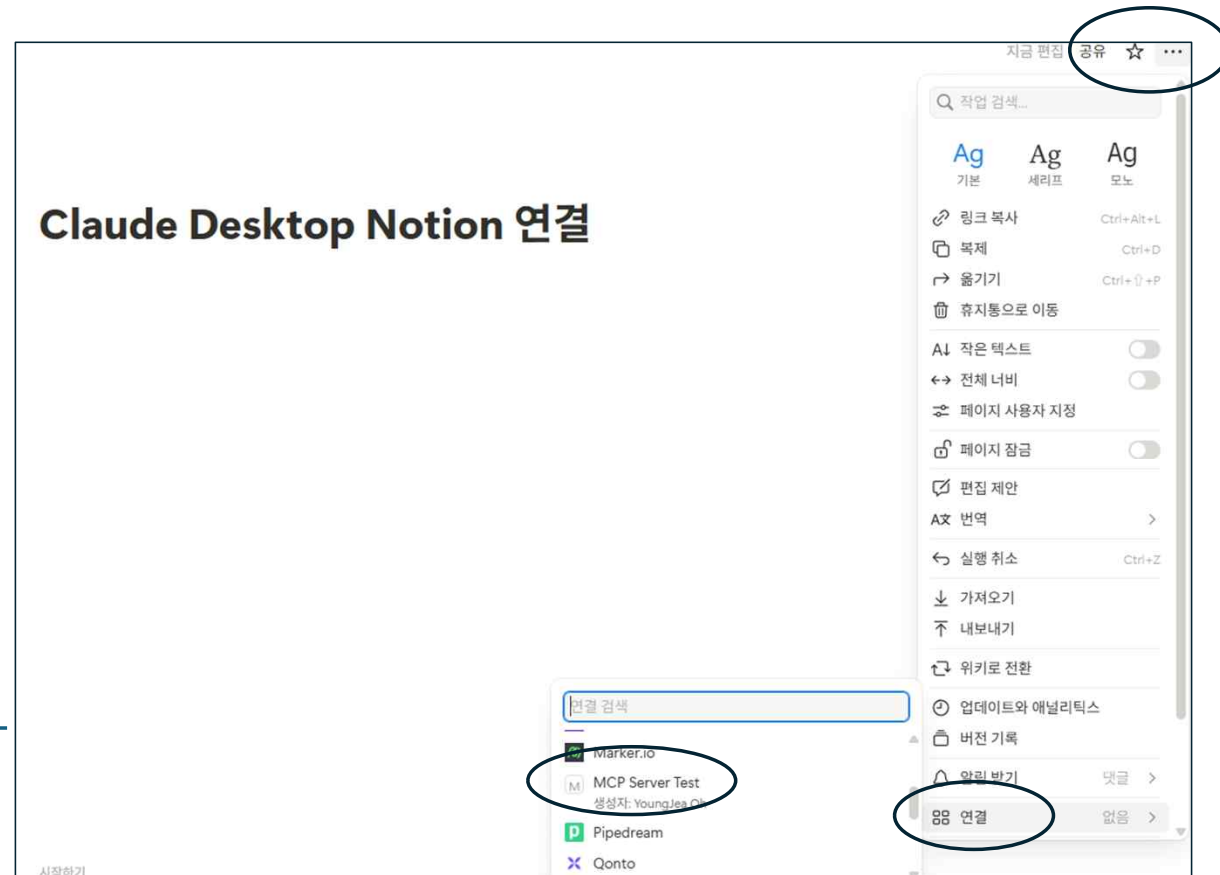 지금 편집 공유
작업 검색...
Ag Ag Ag
기본 세리프 모노
Claude Desktop Notion 연결
링크 복사 Ctrl+Alt+L
복제 Ctrl+D
옮기기 Ctrl+⇧+P
휴지통으로 이동
작은 텍스트
전체 너비
페이지 사용자 지정
페이지 잠금
편집 제안
번역
실행 취소 Ctrl+Z
가져오기
내보내기
위키로 전환
업데이트와 애널리틱스
버전 기록
알림 받기 댓글
연결 없음
연결 검색
Marker.io
M MCP Server Test
생성자: YoungJea Oh
Pipedream
Qonto
시작하기